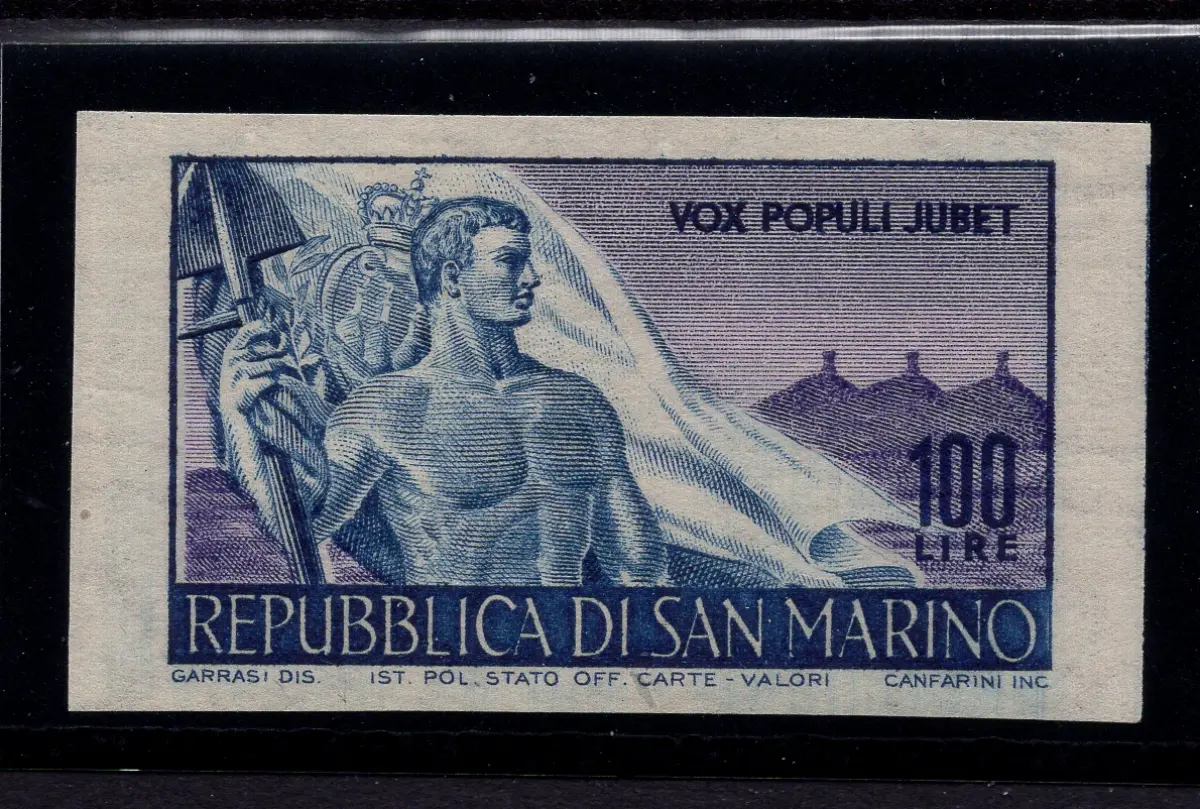 VOX POPULI JUBET
100
LIRE
REPUBBLICA DI SAN MARINO
GARRASI DIS. IST. POL. STATO OFF. CARTE-VALORI CANFARINI INC